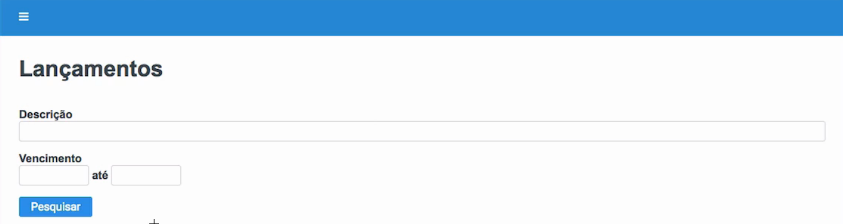 Lançamentos
Descrição
Vencimento
até
Pesquisar